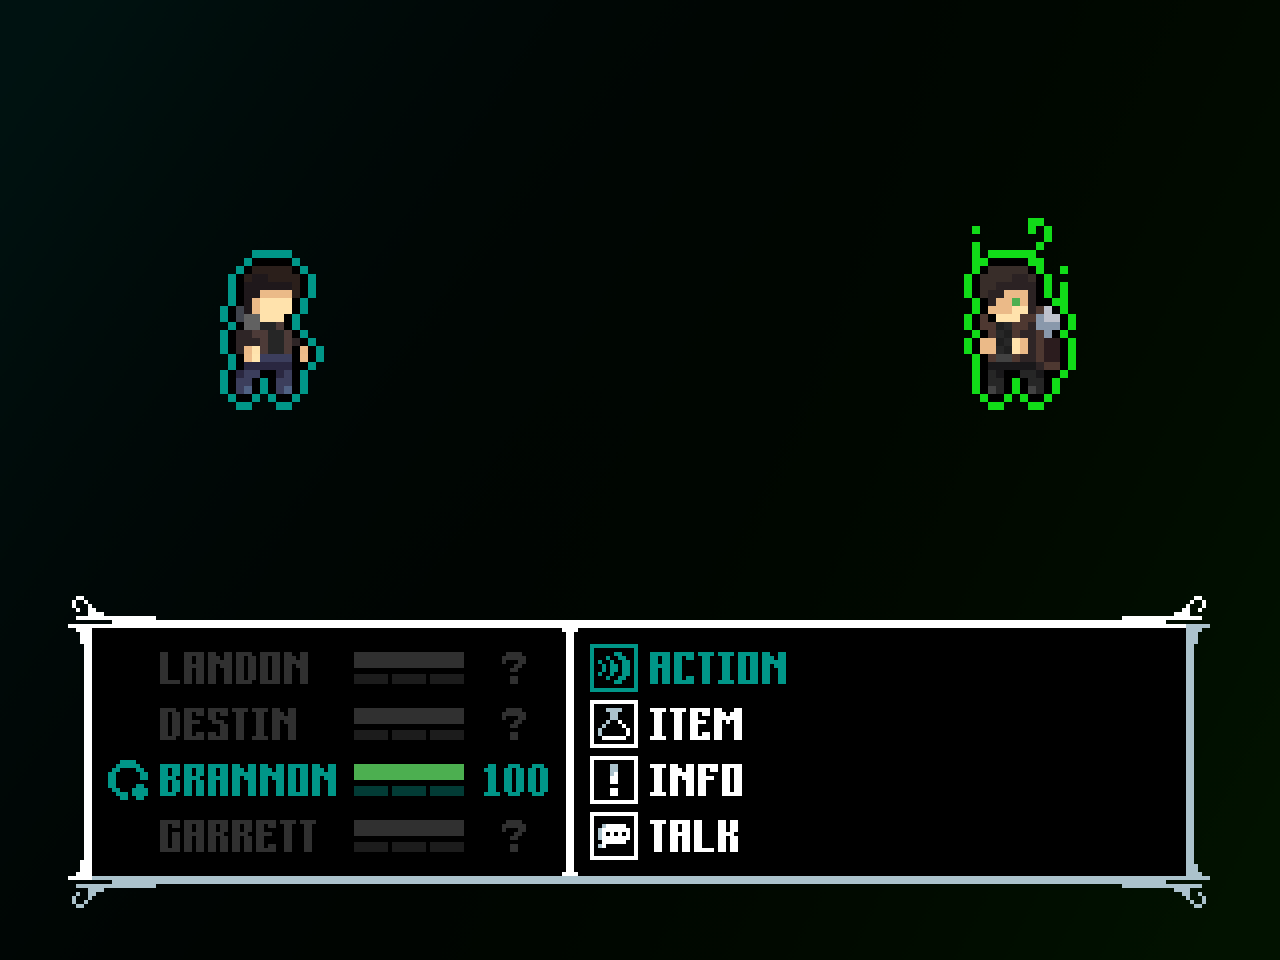 LANDON ?
DESTIN ?
BRANNON 100
GARRETT ?
ACTION
ITEM
! INFO
TALK